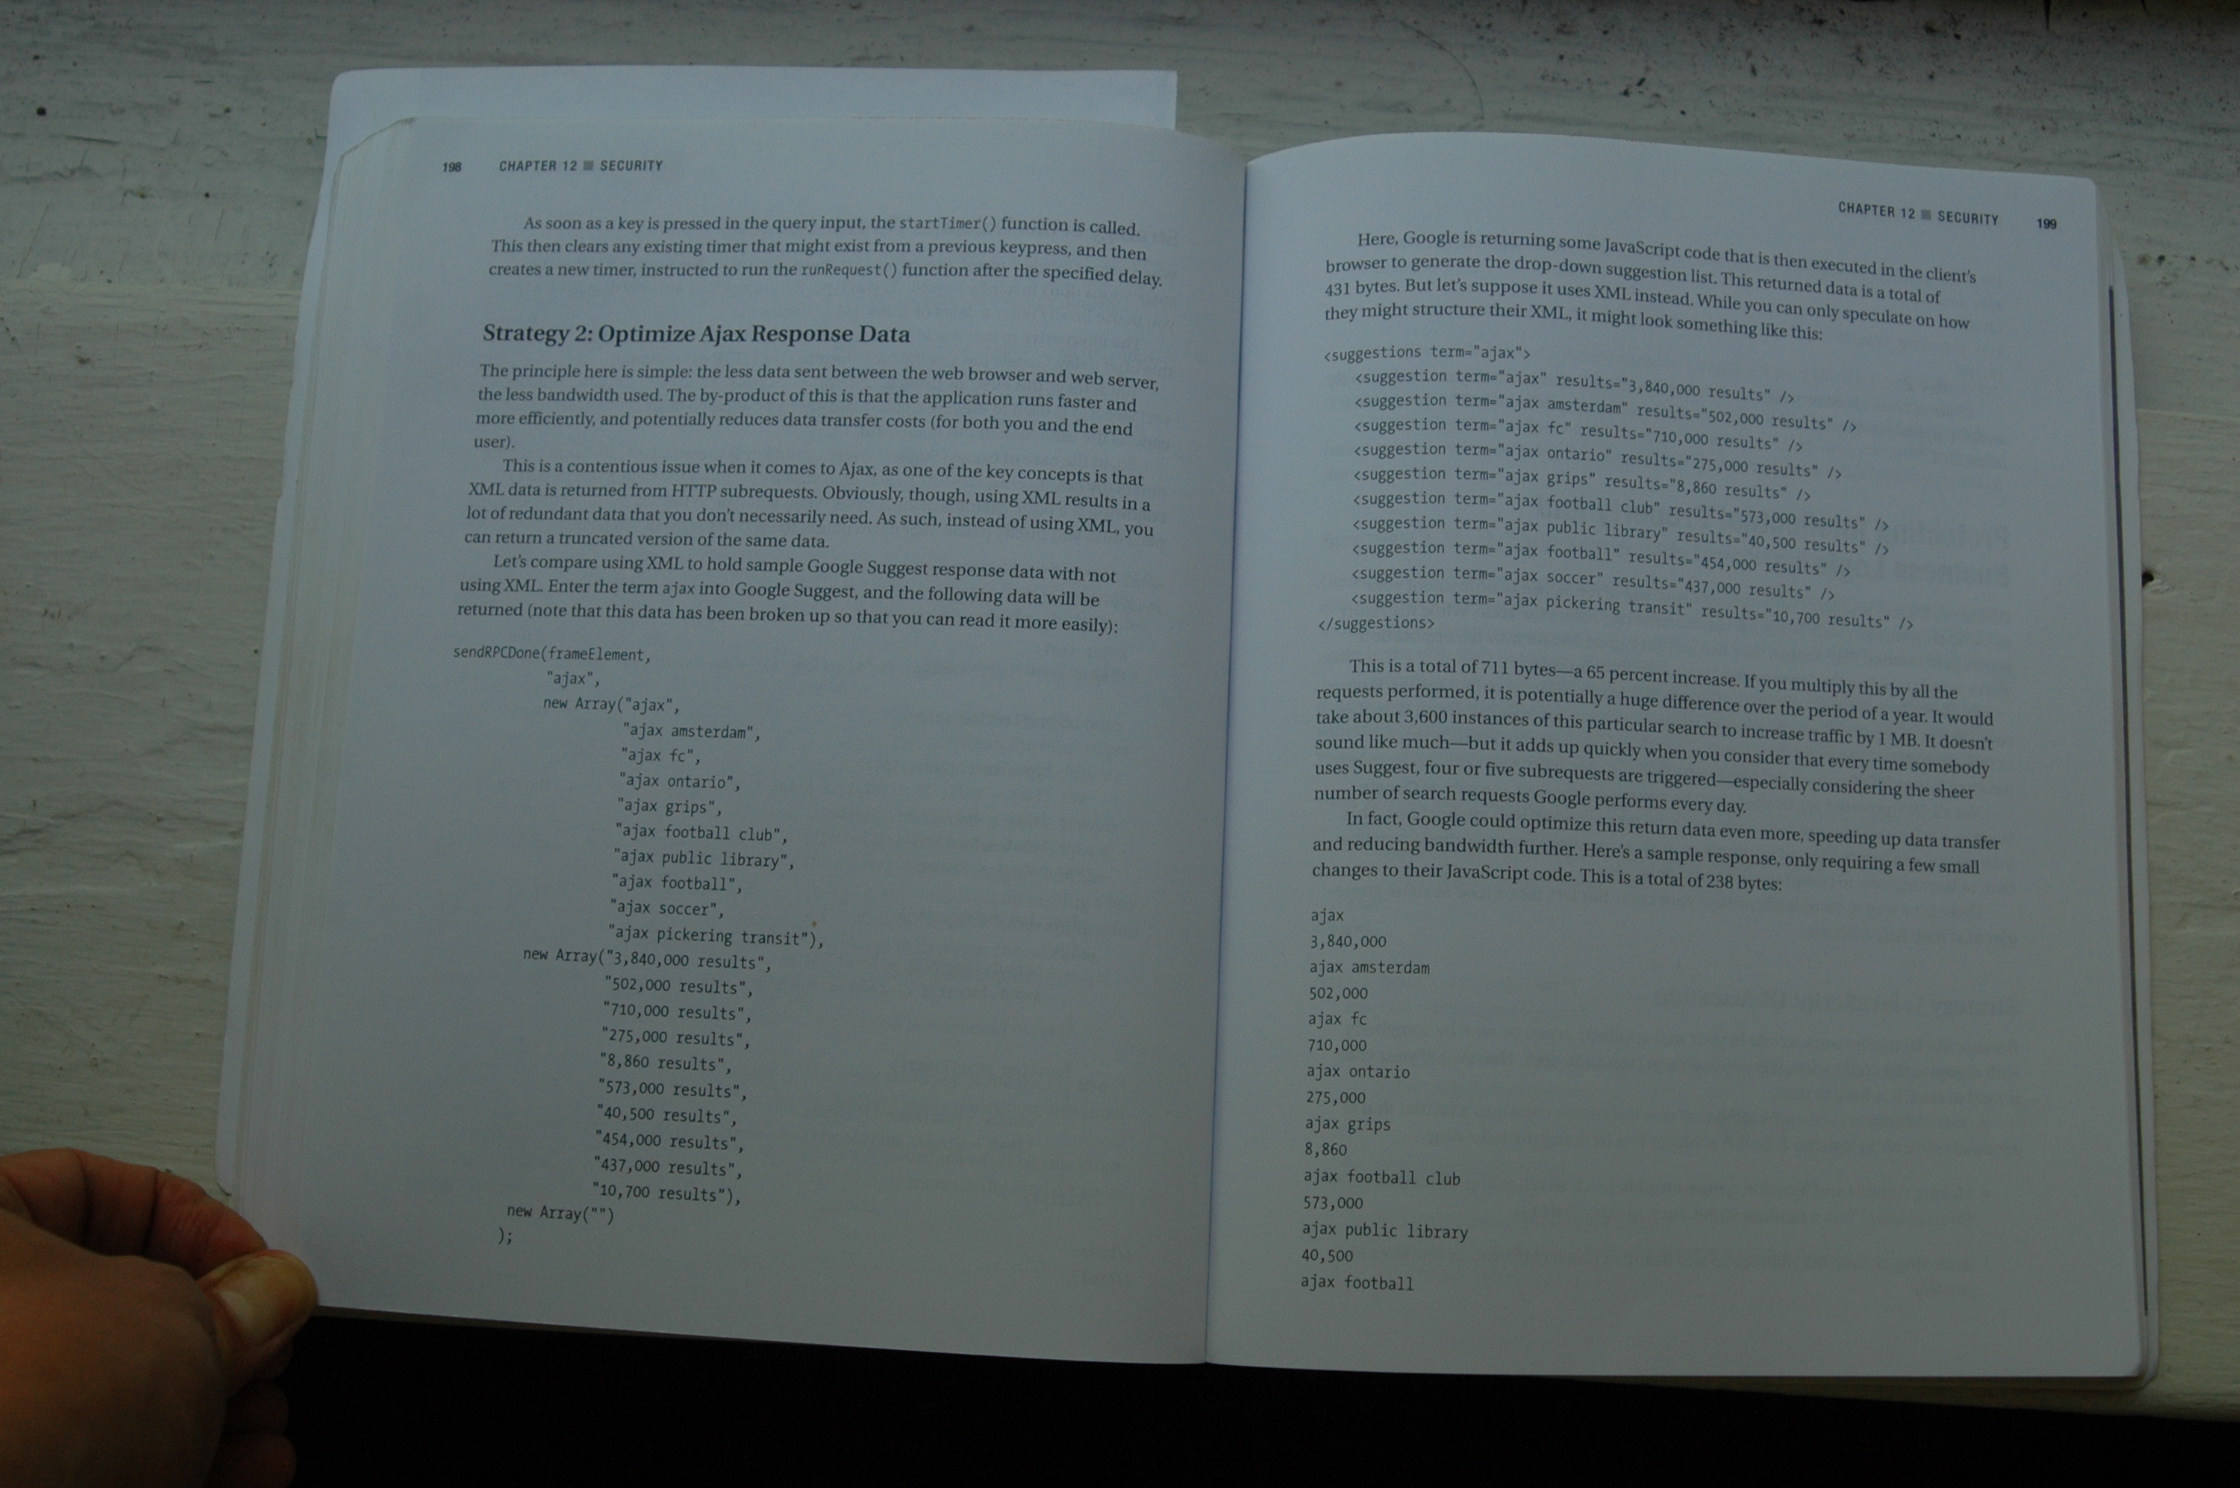 198 CHAPTER 12 ■ SECURITY
As soon as a key is pressed in the query input, the startTimer() function is called.
This then clears any existing timer that might exist from a previous keypress, and then
creates a new timer, instructed to run the runRequest() function after the specified delay.
Strategy 2: Optimize Ajax Response Data
The principle here is simple: the less data sent between the web browser and web server,
the less bandwidth used. The by-product of this is that the application runs faster and
more efficiently, and potentially reduces data transfer costs (for both you and the end
user).
This is a contentious issue when it comes to Ajax, as one of the key concepts is that
XML data is returned from HTTP subrequests. Obviously, though, using XML results in a
lot of redundant data that you don't necessarily need. As such, instead of using XML, you
can return a truncated version of the same data.
Let's compare using XML to hold sample Google Suggest response data with not
using XML. Enter the term ajax into Google Suggest, and the following data will be
returned (note that this data has been broken up so that you can read it more easily):
sendRPCDone(frameElement,
"ajax",
new Array("ajax",
"ajax amsterdam",
"ajax fc",
"ajax ontario",
"ajax grips",
"ajax football club",
"ajax public library",
"ajax football",
"ajax soccer",
"ajax pickering transit"),
new Array("3,840,000 results",
"502,000 results",
"710,000 results",
"275,000 results",
"8,860 results",
"573,000 results",
"40,500 results",
"454,000 results",
"437,000 results",
"10,700 results"),
new Array("")
);
CHAPTER 12 ■ SECURITY 199
Here, Google is returning some JavaScript code that is then executed in the client's
browser to generate the drop-down suggestion list. This returned data is a total of
431 bytes. But let's suppose it uses XML instead. While you can only speculate on how
they might structure their XML, it might look something like this:
<suggestions term="ajax">
<suggestion term="ajax" results="3,840,000 results" />
<suggestion term="ajax amsterdam" results="502,000 results" />
<suggestion term="ajax fc" results="710,000 results" />
<suggestion term="ajax ontario" results="275,000 results" />
<suggestion term="ajax grips" results="8,860 results" />
<suggestion term="ajax football club" results="573,000 results" />
<suggestion term="ajax public library" results="40,500 results" />
<suggestion term="ajax football" results="454,000 results" />
<suggestion term="ajax soccer" results="437,000 results" />
<suggestion term="ajax pickering transit" results="10,700 results" />
</suggestions>
This is a total of 711 bytes—a 65 percent increase. If you multiply this by all the
requests performed, it is potentially a huge difference over the period of a year. It would
take about 3,600 instances of this particular search to increase traffic by 1 MB. It doesn't
sound like much—but it adds up quickly when you consider that every time somebody
uses Suggest, four or five subrequests are triggered—especially considering the sheer
number of search requests Google performs every day.
In fact, Google could optimize this return data even more, speeding up data transfer
and reducing bandwidth further. Here's a sample response, only requiring a few small
changes to their JavaScript code. This is a total of 238 bytes:
ajax
3,840,000
ajax amsterdam
502,000
ajax fc
710,000
ajax ontario
275,000
ajax grips
8,860
ajax football club
573,000
ajax public library
40,500
ajax football